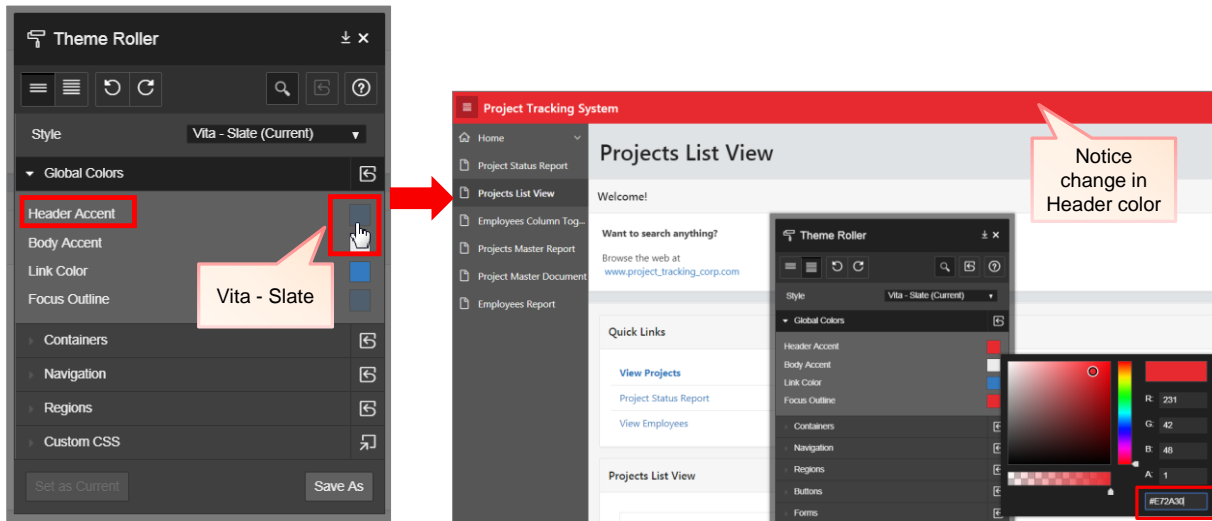 Theme Roller
Style
Vita - Slate (Current)
Global Colors
Header Accent
Body Accent
Link Color
Focus Outline
Containers
Navigation
Regions
Custom CSS
Set as Current
Save As
Vita - Slate
Project Tracking System
Home
Project Status Report
Projects List View
Employees Column Tog...
Projects Master Report
Project Master Document
Employees Report
Projects List View
Welcome!
Want to search anything?
Browse the web at
www.project_tracking_corp.com
Quick Links
View Projects
Project Status Report
View Employees
Projects List View
Notice
change in
Header color
Theme Roller
Style
Vita - Slate (Current)
Global Colors
Header Accent
Body Accent
Link Color
Focus Outline
Containers
Navigation
Regions
Buttons
Forms
R: 231
G: 42
B: 48
A: 1
#E72A30